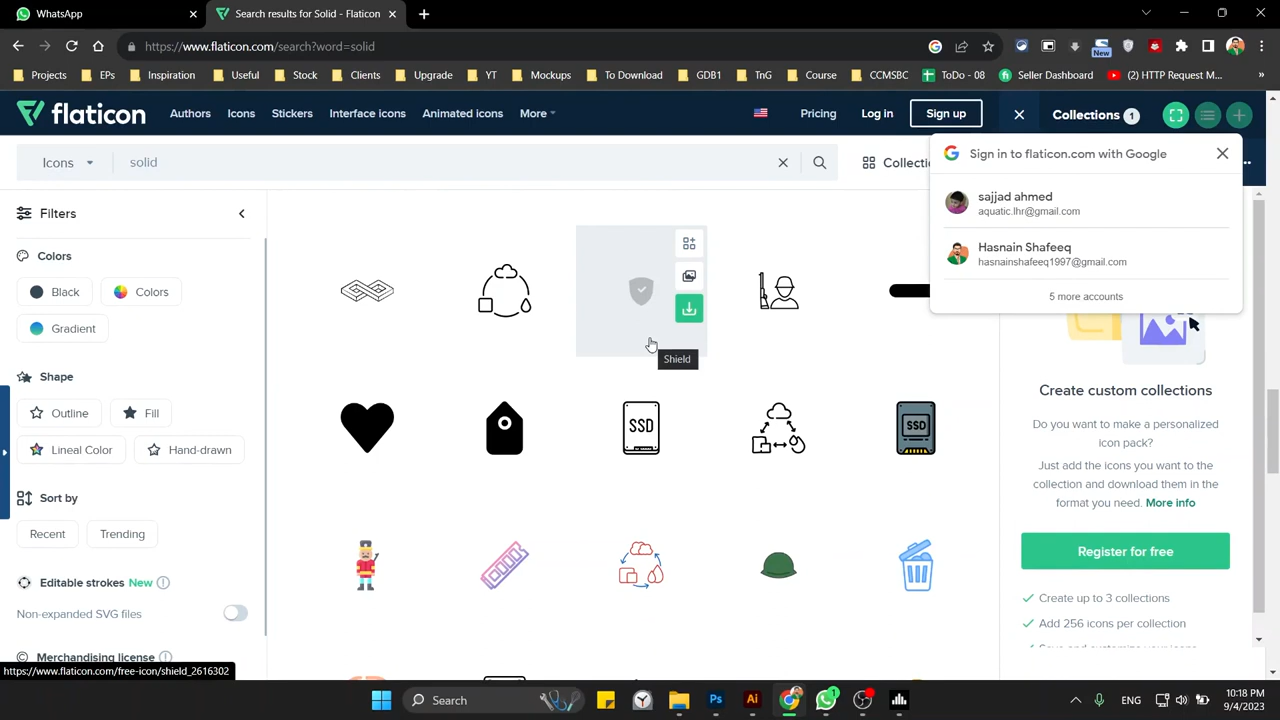 WhatsApp
Search results for Solid - Flaticon
https://www.flaticon.com/search?word=solid
New
Projects
EPs
Inspiration
Useful
Stock
Clients
Upgrade
YT
Mockups
To Download
GDB1
TnG
Course
CCMSBC
ToDo - 08
Seller Dashboard
(2) HTTP Request M...
flaticon
Authors
Icons
Stickers
Interface icons
Animated icons
More
Pricing
Log in
Sign up
Collections 1
Icons
solid
Collecti
Sign in to flaticon.com with Google
sajjad ahmed
aquatic.lhr@gmail.com
Hasnain Shafeeq
hasnainshafeeq1997@gmail.com
5 more accounts
Filters
Colors
Black
Colors
Gradient
Shape
Outline
Fill
Lineal Color
Hand-drawn
Sort by
Recent
Trending
Editable strokes New
Non-expanded SVG files
Merchandising license
https://www.flaticon.com/free-icon/shield_2616302
Shield
SSD
SSD
Create custom collections
Do you want to make a personalized
icon pack?
Just add the icons you want to the
collection and download them in the
format you need. More info
Register for free
Create up to 3 collections
Add 256 icons per collection
Search
Ps
Ai
1
ENG
10:18 PM
9/4/2023